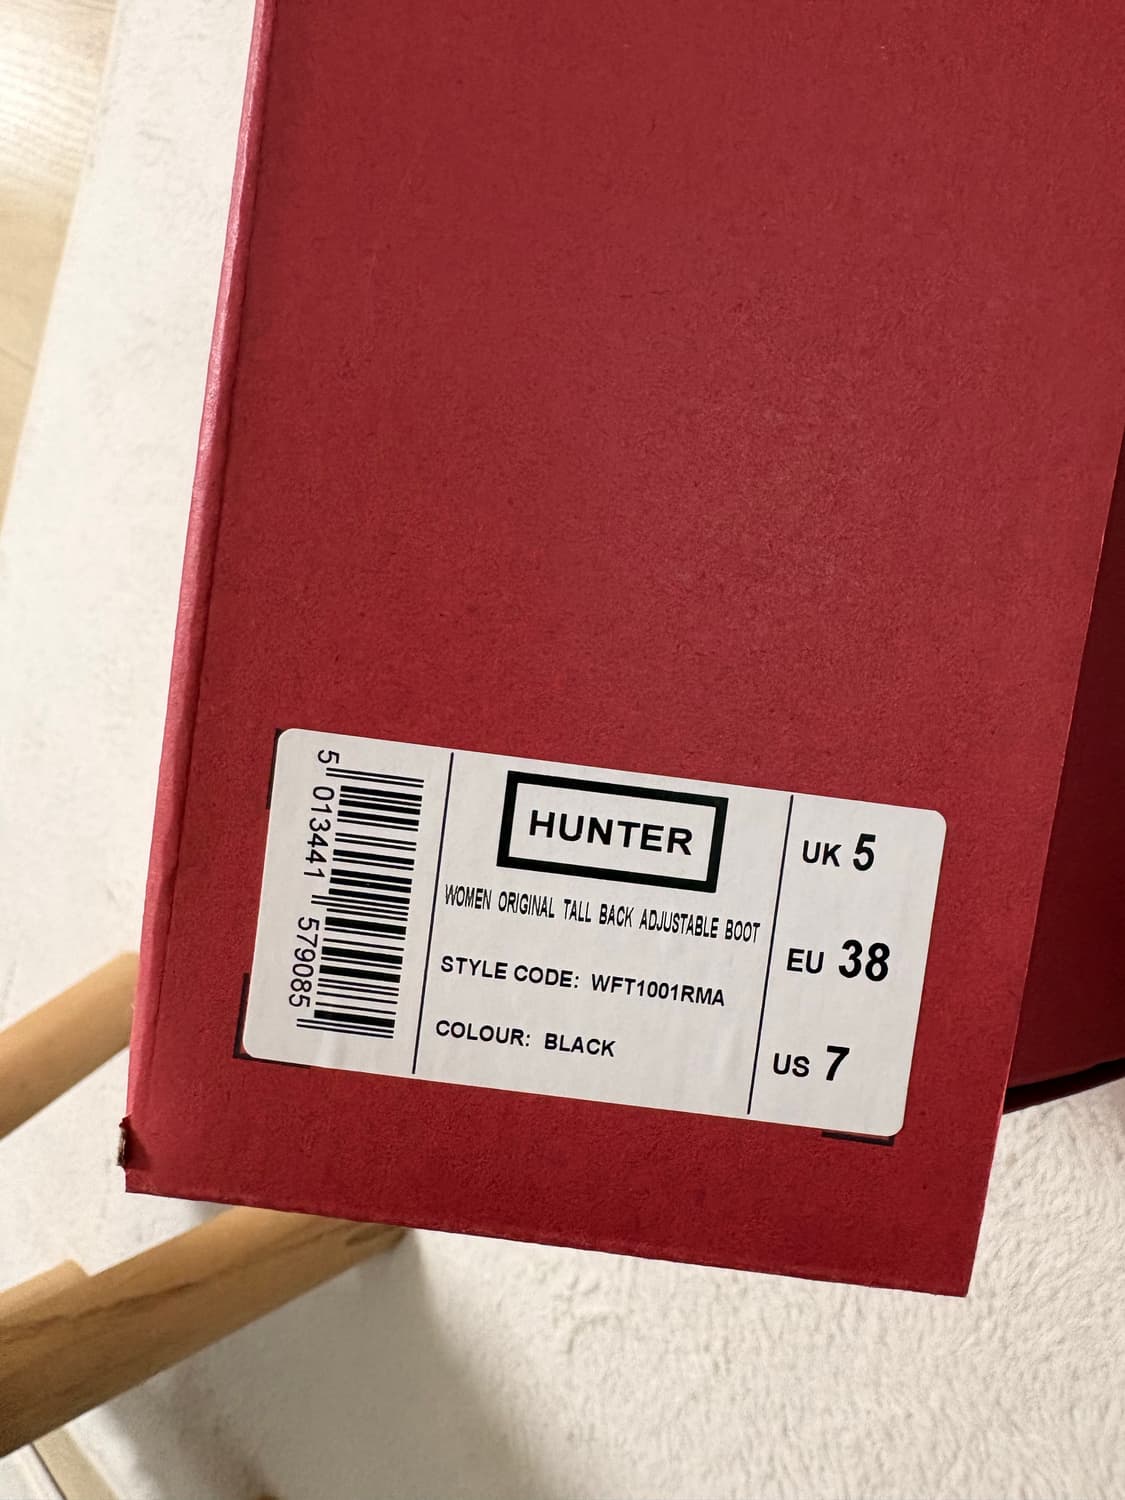 5 013441 579085
HUNTER
WOMEN ORIGINAL TALL BACK ADJUSTABLE BOOT
STYLE CODE: WFT1001RMA
COLOUR: BLACK
UK 5
EU 38
US 7